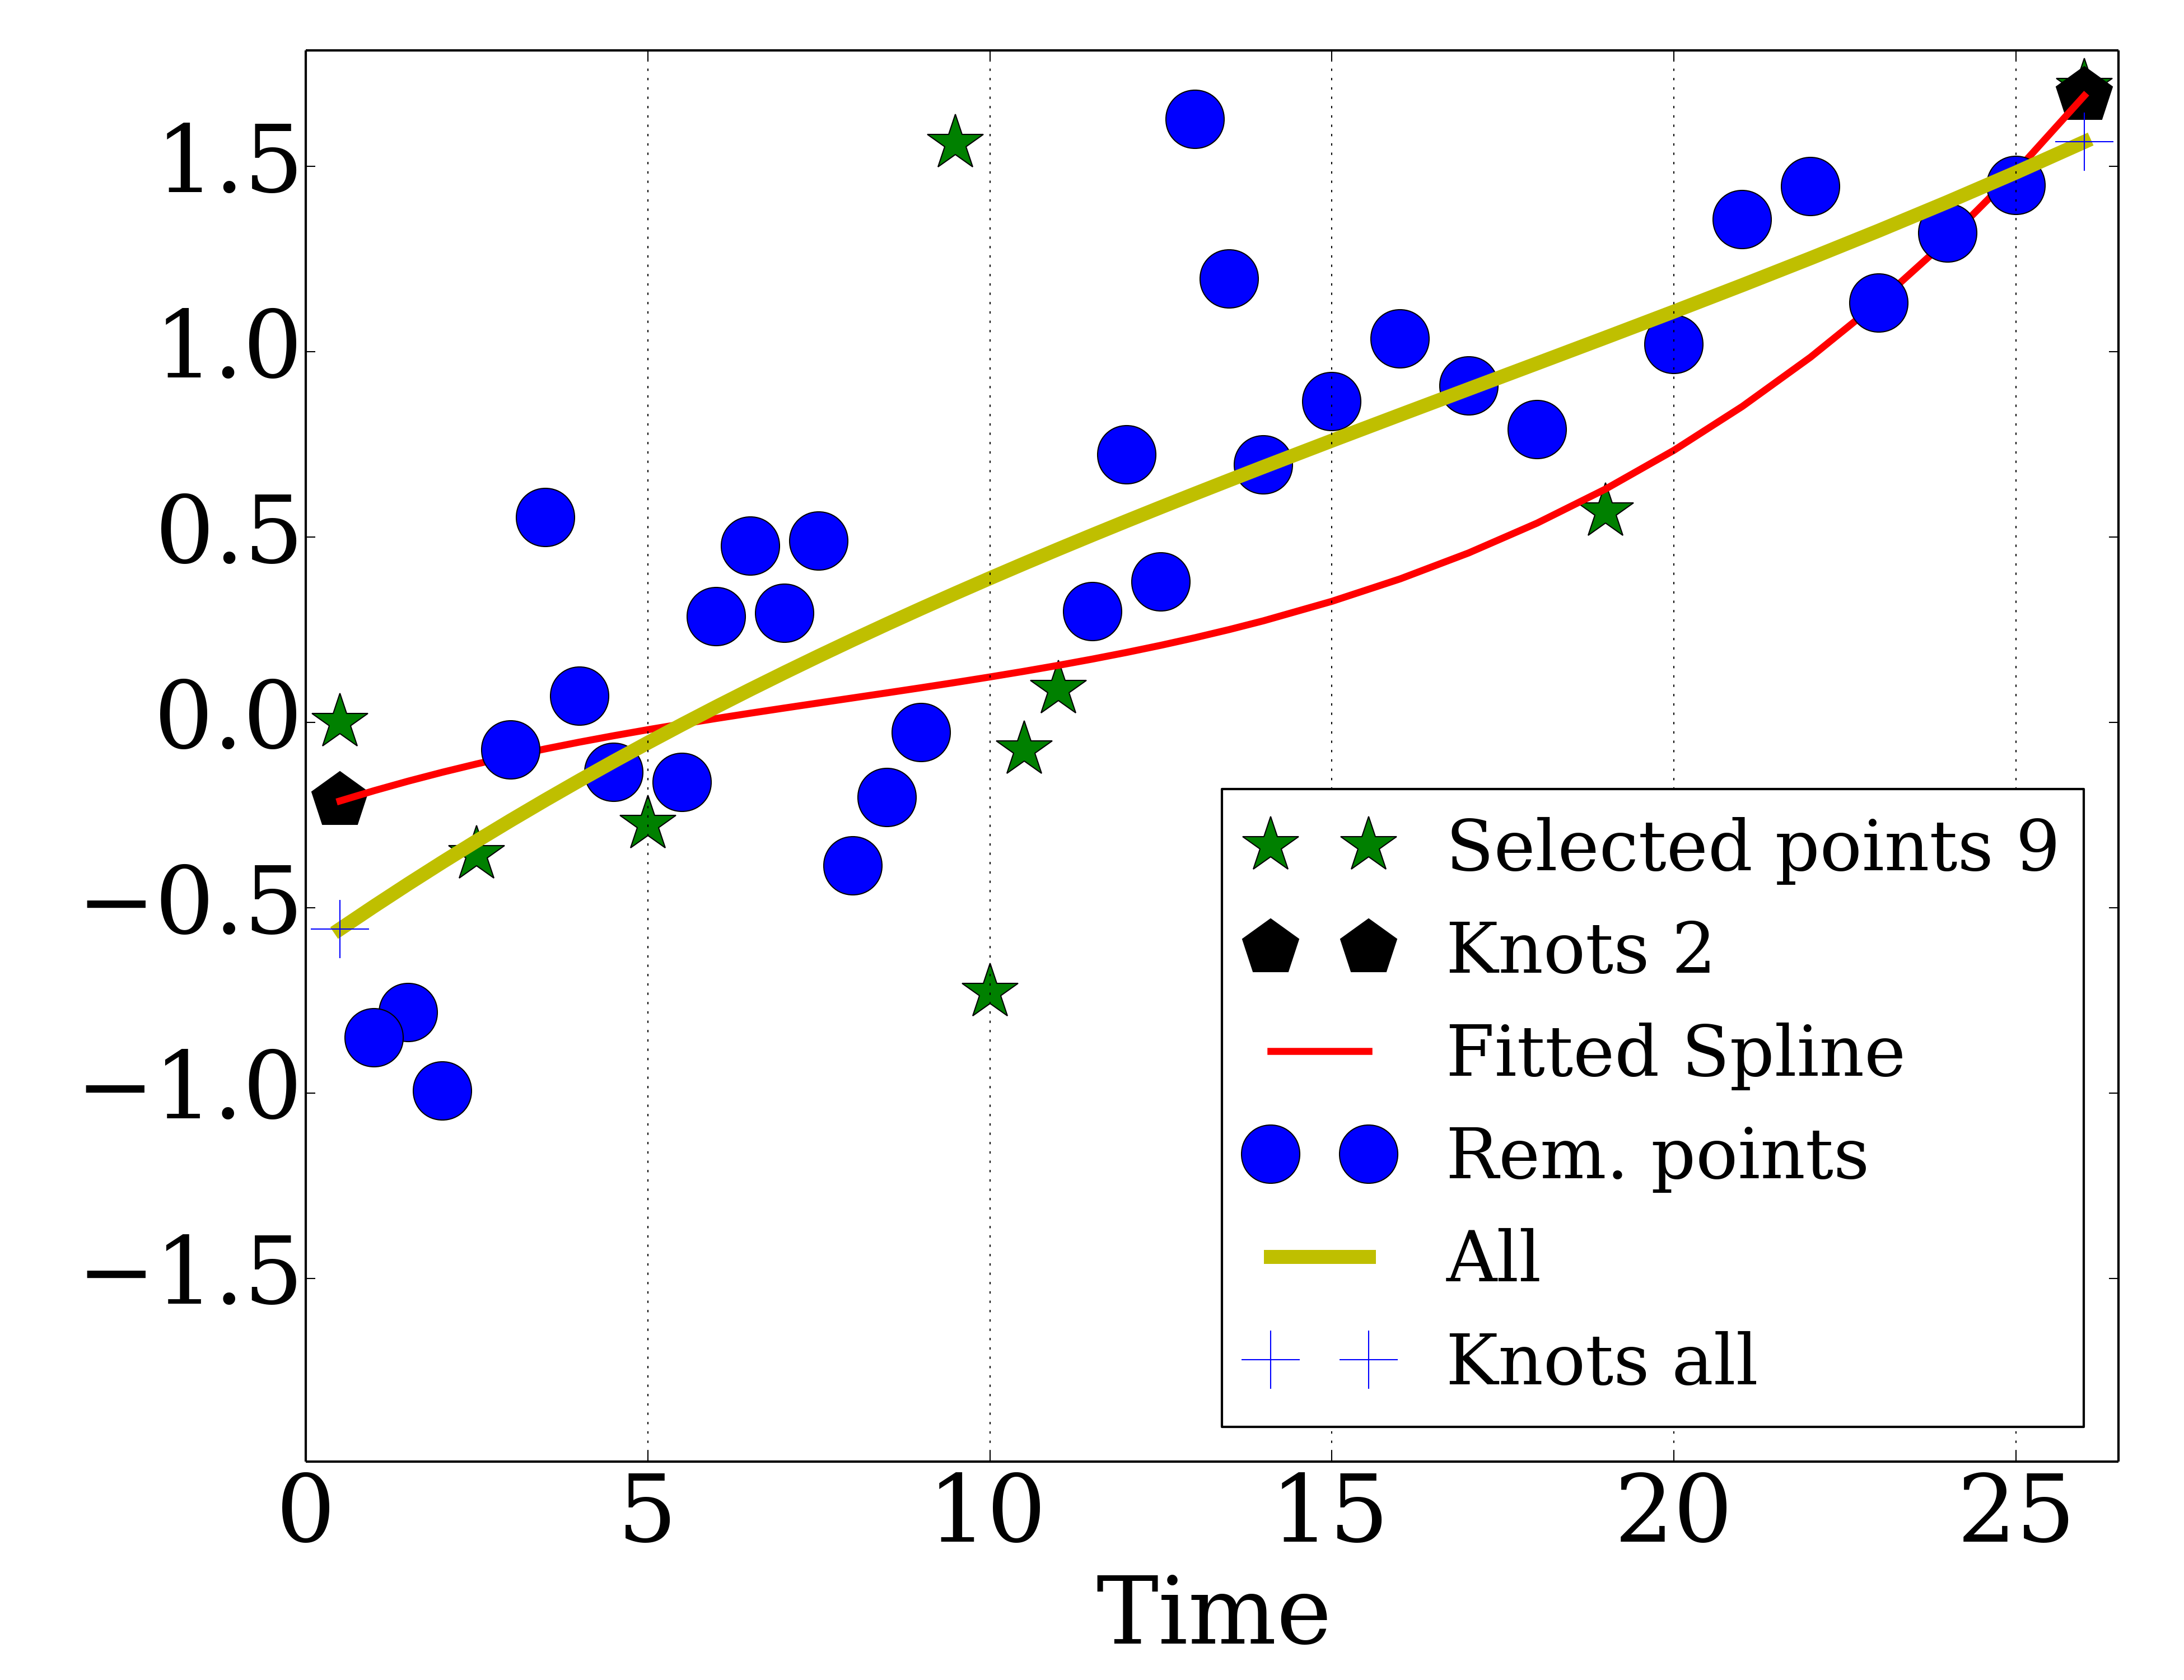 1.5
1.0
0.5
0.0
−0.5
−1.0
−1.5
Selected points 9
Knots 2
Fitted Spline
Rem. points
All
Knots all
0 5 10 15 20 25
Time